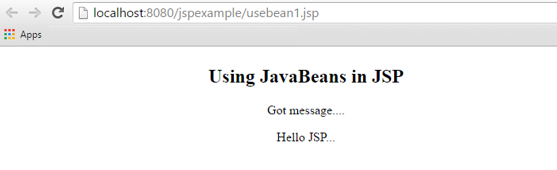 localhost:8080/jspexample/usebean1.jsp
Apps
Using JavaBeans in JSP
Got message....
Hello JSP...